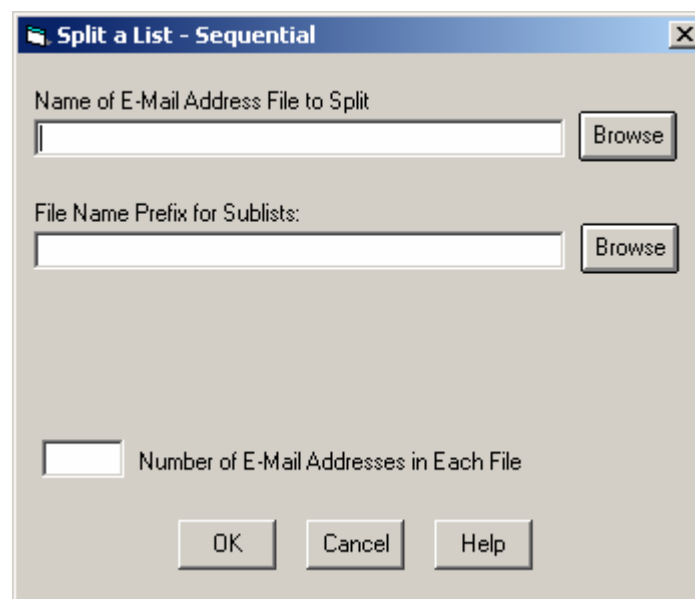 Split a List - Sequential
Name of E-Mail Address File to Split
Browse
File Name Prefix for Sublists:
Browse
Number of E-Mail Addresses in Each File
OK Cancel Help